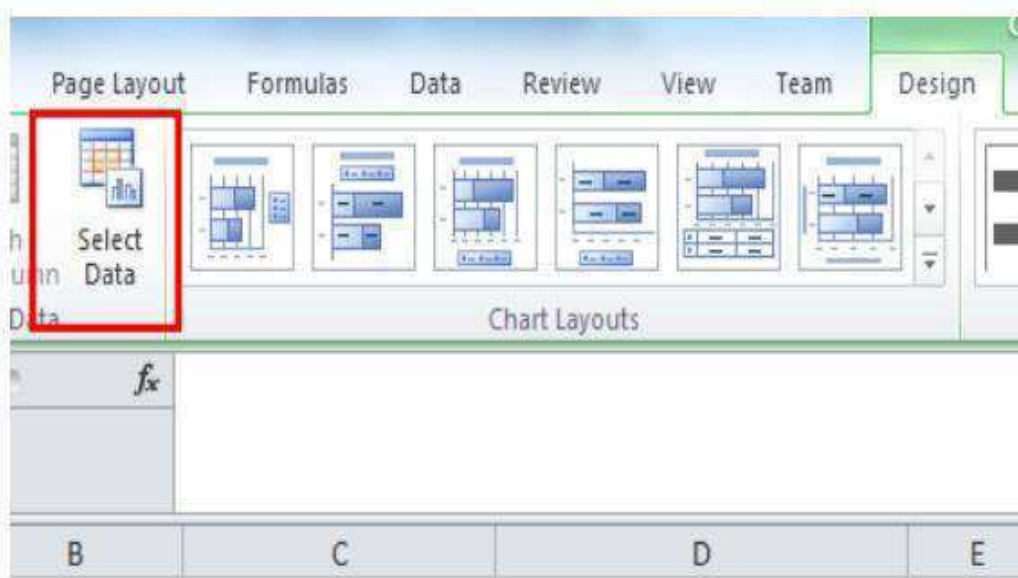 Page Layout Formulas Data Review View Team Design
Select
Data
Chart Layouts
fx
B C D E